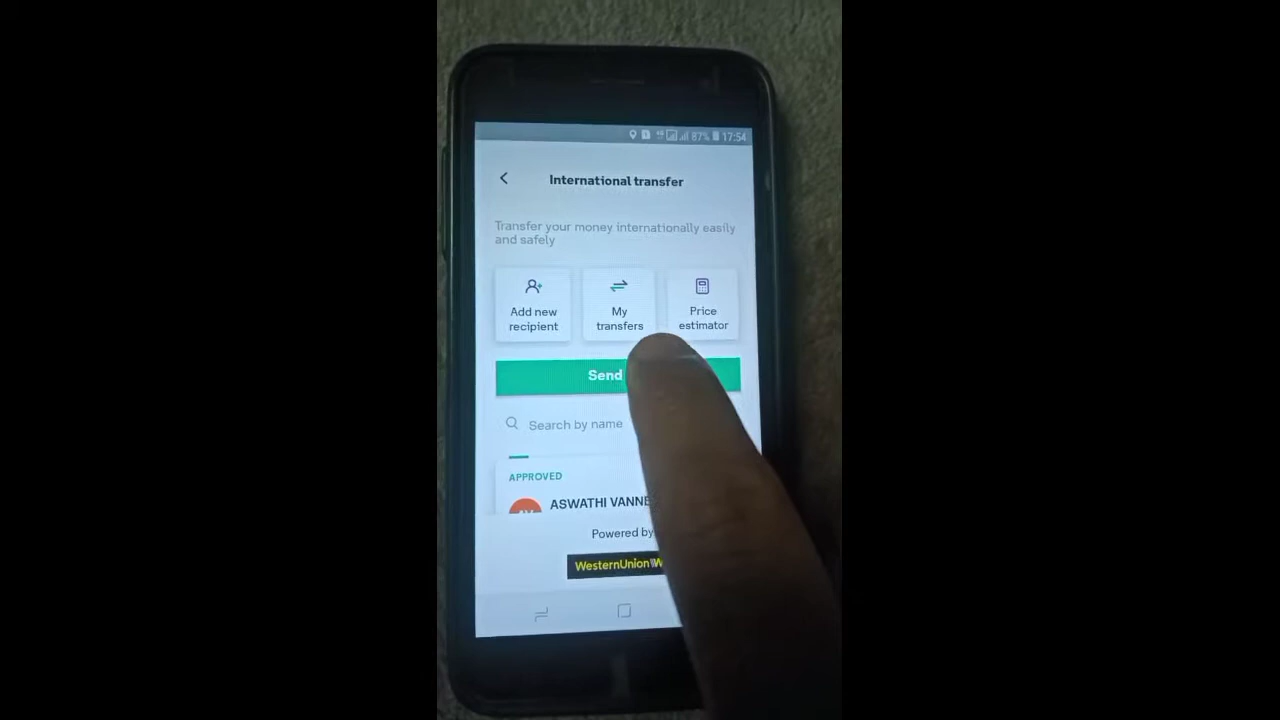 87% 17:54
International transfer
Transfer your money internationally easily
and safely
Add new
recipient
My
transfers
Price
estimator
Send
Search by name
APPROVED
ASWATHI
Powered by
WesternUnion